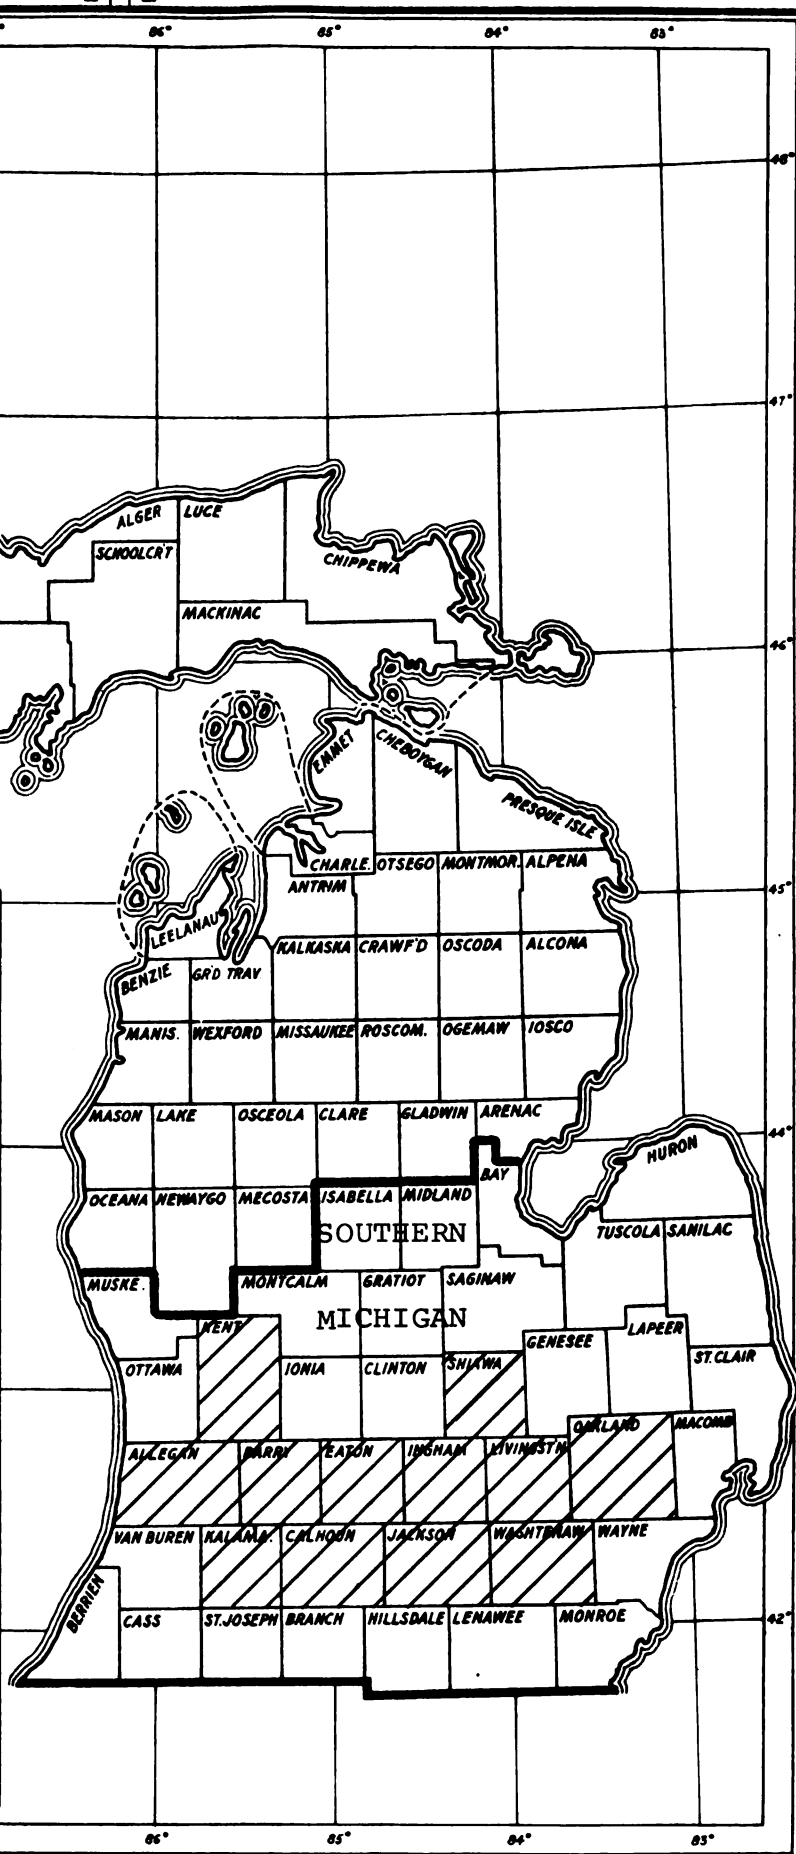 86° 85° 84° 83°
48°
47°
ALGER LUCE
SCHOOLCR'T
CHIPPEWA
MACKINAC
46°
EMMET CHEBOYGAN
PRESQUE ISLE
CHARLE. OTSEGO MONTMOR. ALPENA
ANTRIM
45°
LEELANAU
KALKASKA CRAWF'D OSCODA ALCONA
BENZIE GR'D TRAV
MANIS. WEXFORD MISSAUKEE ROSCOM. OGEMAW IOSCO
MASON LAKE OSCEOLA CLARE GLADWIN ARENAC
44°
HURON
BAY
OCEANA NEWAYGO MECOSTA ISABELLA MIDLAND
SOUTHERN
TUSCOLA SANILAC
MUSKE. MONTCALM GRATIOT SAGINAW
MICHIGAN
KENT
GENESEE LAPEER
OTTAWA IONIA CLINTON SHIAWA
ST.CLAIR
OAKLAND MACOMB
ALLEGAN BARRY EATON INGHAM LIVINGST'N
VAN BUREN KALAMA. CALHOUN JACKSON WASHTENAW WAYNE
BERRIEN
CASS ST.JOSEPH BRANCH HILLSDALE LENAWEE MONROE
42°
86° 85° 84° 83°